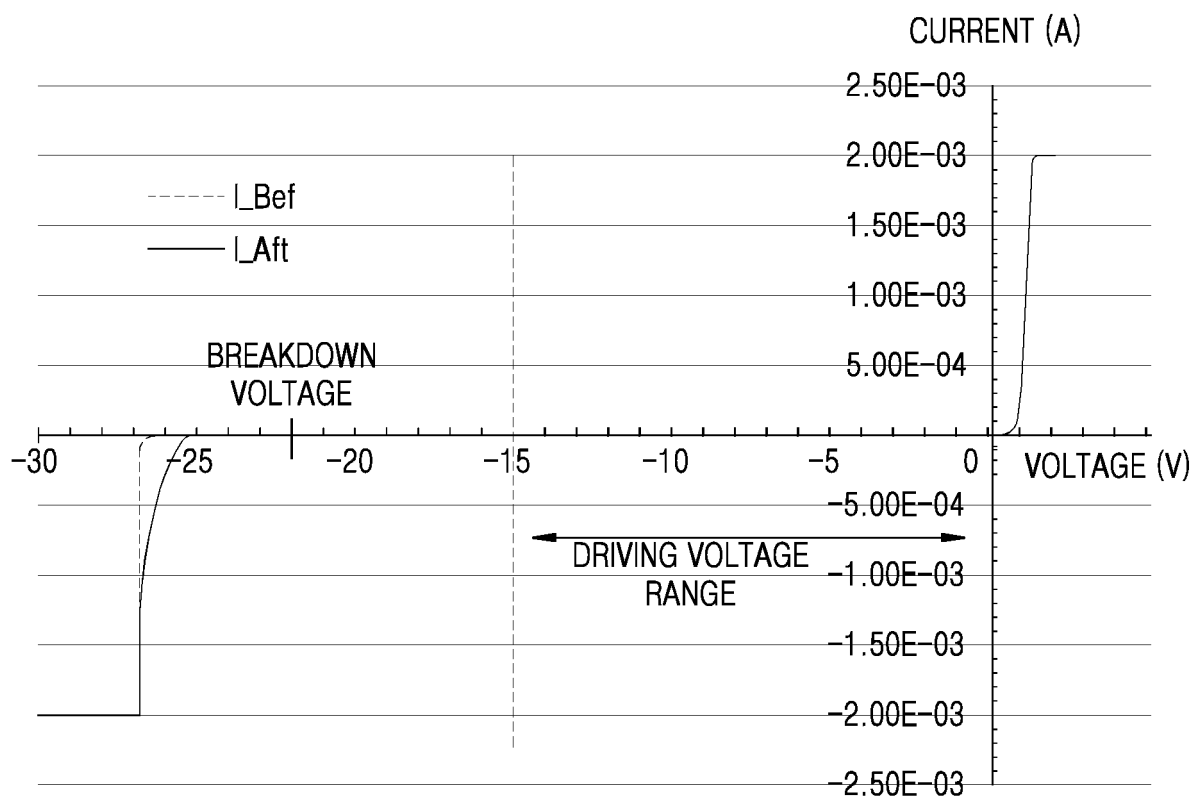 CURRENT (A)
2.50E-03
2.00E-03
I_Bef
1.50E-03
I_Aft
1.00E-03
BREAKDOWN
VOLTAGE
5.00E-04
-30
-25
-20
-15
-10
-5
0
VOLTAGE (V)
-5.00E-04
DRIVING VOLTAGE
RANGE
-1.00E-03
-1.50E-03
-2.00E-03
-2.50E-03